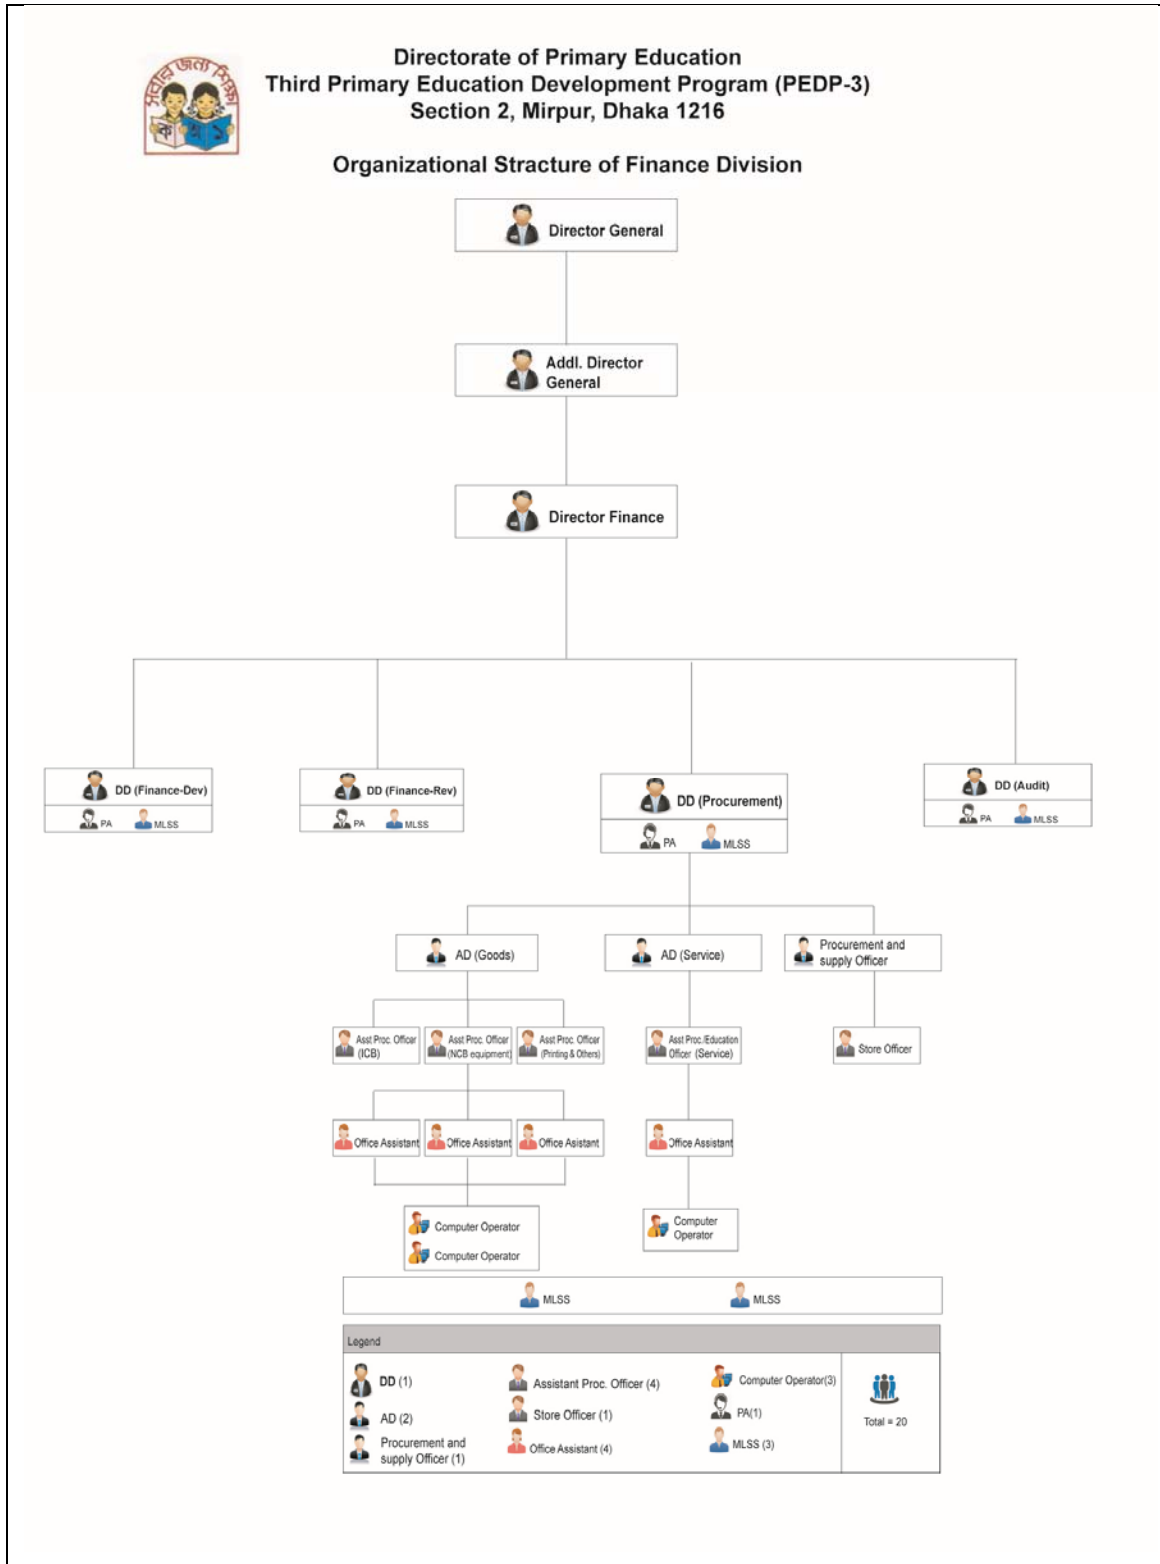 সবার জন্য শিক্ষা
ক অ ১
Directorate of Primary Education
Third Primary Education Development Program (PEDP-3)
Section 2, Mirpur, Dhaka 1216
Organizational Stracture of Finance Division
Director General
Addl. Director
General
Director Finance
DD (Finance-Dev)
PA MLSS
DD (Finance-Rev)
PA MLSS
DD (Procurement)
PA MLSS
DD (Audit)
PA MLSS
AD (Goods)
AD (Service)
Procurement and
supply Officer
Asst Proc. Officer
(ICB)
Asst Proc. Officer
(NCB equipment)
Asst Proc. Officer
(Printing & Others)
Asst Proc./Education
Officer (Service)
Store Officer
Office Assistant
Office Assistant
Office Asistant
Office Assistant
Computer Operator
Computer Operator
Computer
Operator
MLSS MLSS
Legend
DD (1)
AD (2)
Procurement and
supply Officer (1)
Assistant Proc. Officer (4)
Store Officer (1)
Office Assistant (4)
Computer Operator(3)
PA(1)
MLSS (3)
Total = 20